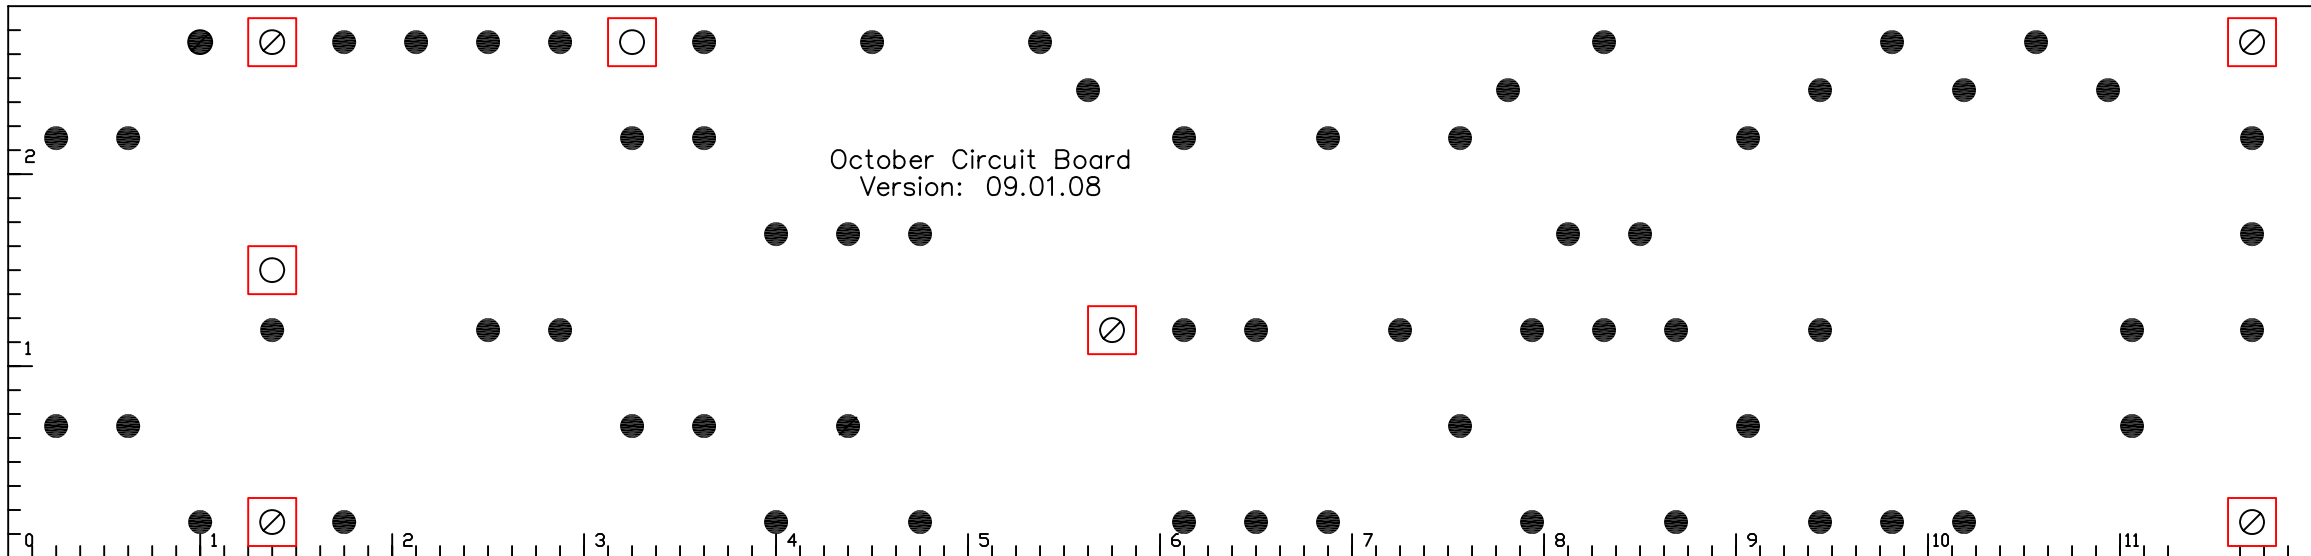 2
October Circuit Board
Version: 09.01.08
1
0 1 2 3 4 5 6 7 8 9 10 11